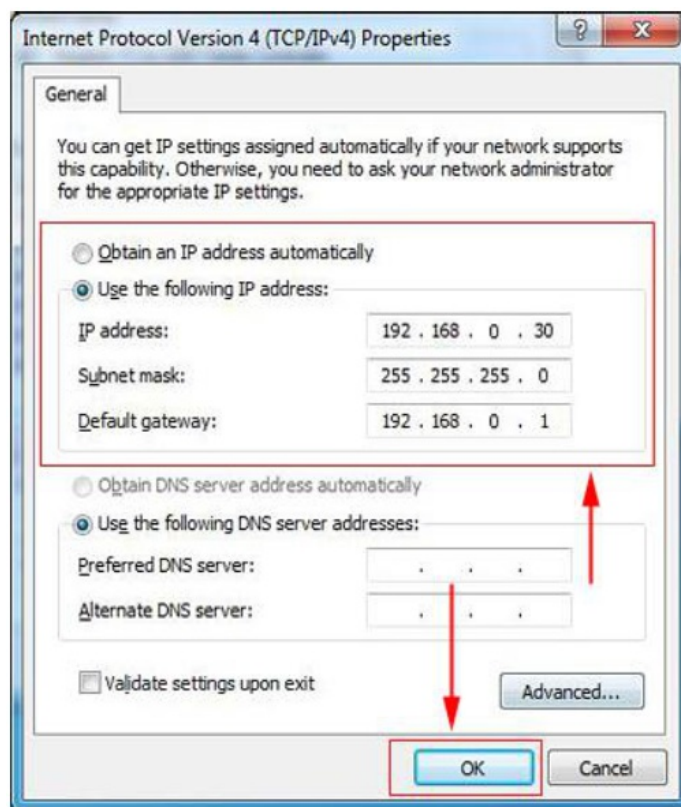 Internet Protocol Version 4 (TCP/IPv4) Properties
?
X
General
You can get IP settings assigned automatically if your network supports
this capability. Otherwise, you need to ask your network administrator
for the appropriate IP settings.
Obtain an IP address automatically
Use the following IP address:
IP address: 192 . 168 . 0 . 30
Subnet mask: 255 . 255 . 255 . 0
Default gateway: 192 . 168 . 0 . 1
Obtain DNS server address automatically
Use the following DNS server addresses:
Preferred DNS server: . . .
Alternate DNS server: . . .
Validate settings upon exit
Advanced...
OK Cancel